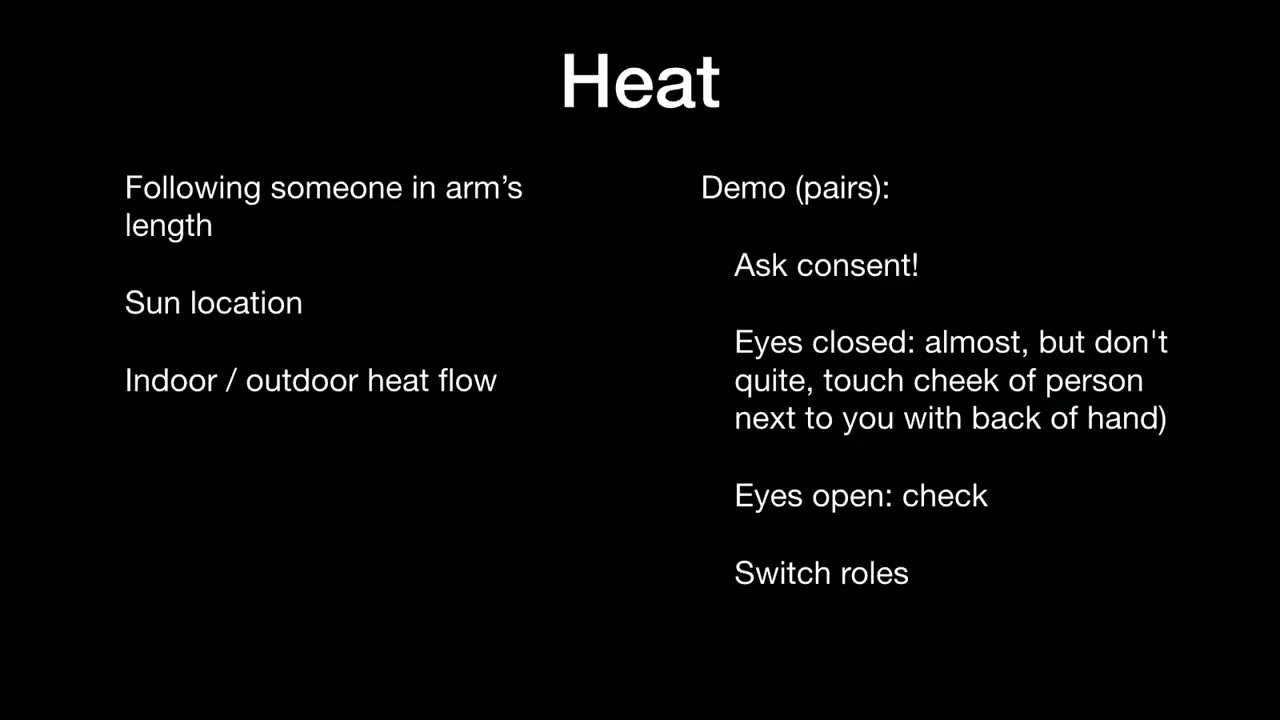 Heat
Following someone in arm’s
length
Sun location
Indoor / outdoor heat flow
Demo (pairs):
Ask consent!
Eyes closed: almost, but don't
quite, touch cheek of person
next to you with back of hand)
Eyes open: check
Switch roles